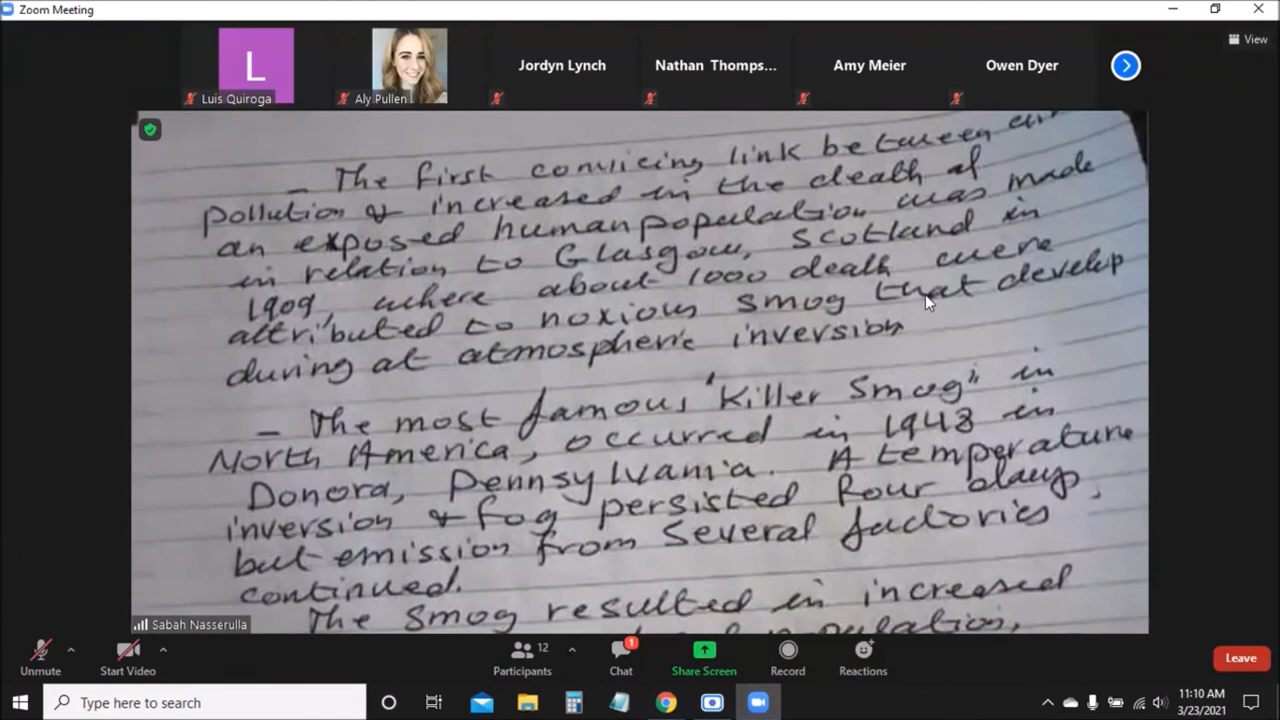 Zoom Meeting
View
L
Luis Quiroga
Aly Pullen
Jordyn Lynch
Nathan Thomps...
Amy Meier
Owen Dyer
- The first convicing link between air
pollution & increased in the death of
an exposed human population was made
in relation to Glasgow, Scotland in
1909, where about 1000 death were
attributed to noxious smog that develop
during at atmospheric inversion
- The most famous "Killer Smog" in
North America, occurred in 1948 in
Donora, Pennsylvania. A temperature
inversion & fog persisted four days,
but emission from several factories
continued.
The smog resulted in increased
population,
Sabah Nasserulla
Unmute
Start Video
12
Participants
1
Chat
Share Screen
Record
Reactions
Leave
Type here to search
11:10 AM
3/23/2021